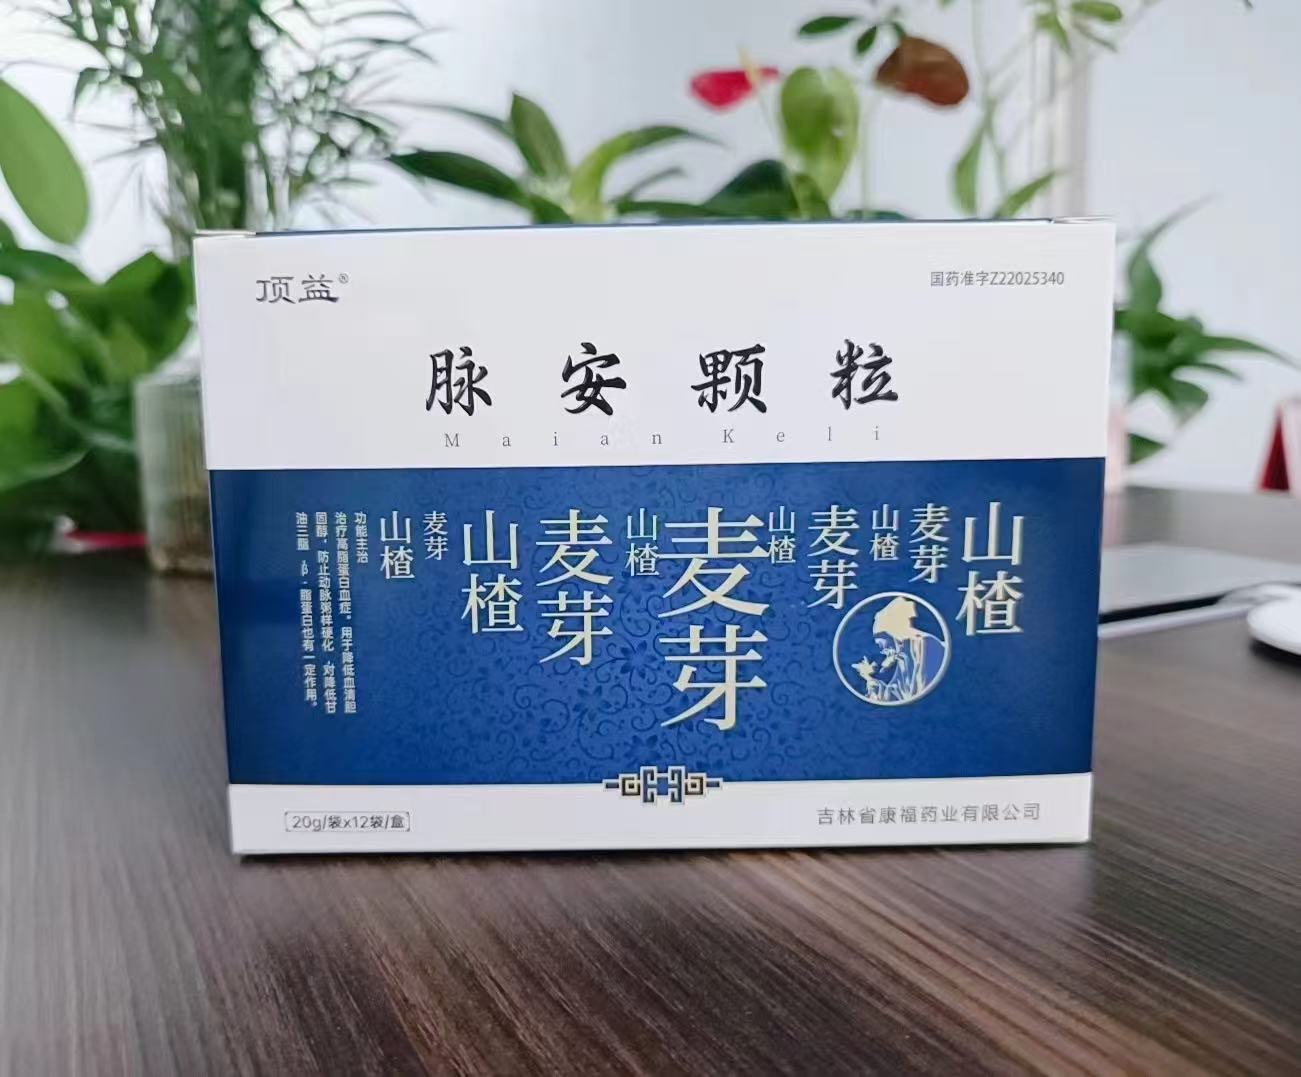 顶益®
国药准字Z22025340
脉安颗粒
Maian Keli
山楂
麦芽
山楂
麦芽
山楂
麦芽
山楂
麦芽
山楂
麦芽
山楂
功能主治
治疗高脂蛋白血症。用于降低血清胆
固醇，防止动脉粥样硬化，对降低甘
油三脂、β-脂蛋白也有一定作用。
20g/袋x12袋/盒
吉林省康福药业有限公司